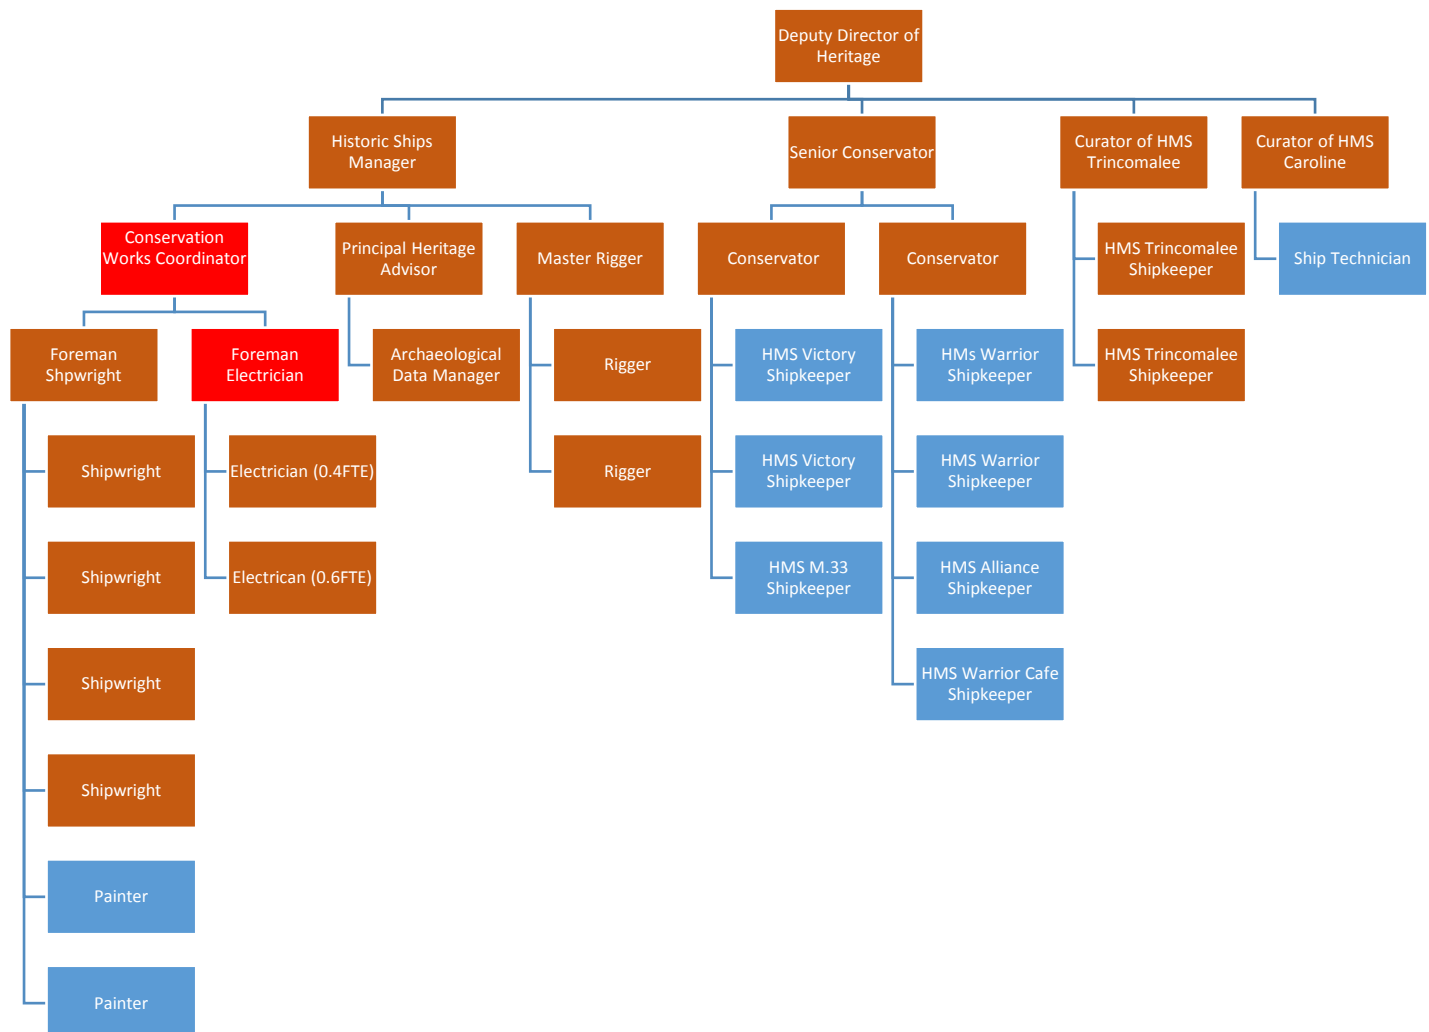 Deputy Director of
Heritage
Historic Ships
Manager
Senior Conservator
Curator of HMS
Trincomalee
Curator of HMS
Caroline
Conservation
Works Coordinator
Principal Heritage
Advisor
Master Rigger
Conservator
Conservator
HMS Trincomalee
Shipkeeper
Ship Technician
Foreman
Shpwright
Foreman
Electrician
Archaeological
Data Manager
Rigger
HMS Victory
Shipkeeper
HMs Warrior
Shipkeeper
HMS Trincomalee
Shipkeeper
Shipwright
Electrician (0.4FTE)
Rigger
HMS Victory
Shipkeeper
HMS Warrior
Shipkeeper
Shipwright
Electrican (0.6FTE)
HMS M.33
Shipkeeper
HMS Alliance
Shipkeeper
Shipwright
HMS Warrior Cafe
Shipkeeper
Shipwright
Painter
Painter